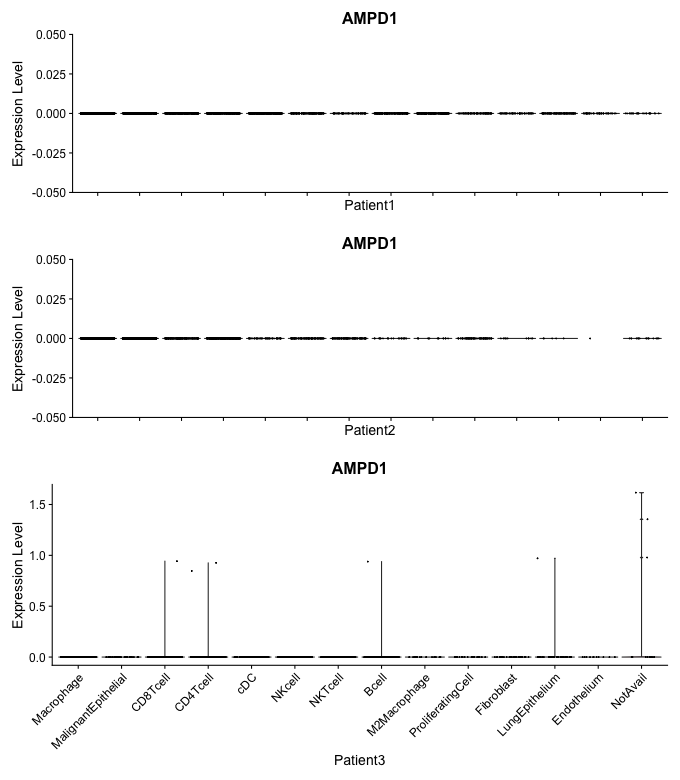 AMPD1
Expression Level
0.050
0.025
0.000
-0.025
-0.050
Patient1
AMPD1
Expression Level
0.050
0.025
0.000
-0.025
-0.050
Patient2
AMPD1
Expression Level
1.5
1.0
0.5
0.0
Macrophage
MalignantEpithelial
CD8Tcell
CD4Tcell
cDC
NKcell
NKTcell
Bcell
M2Macrophage
ProliferatingCell
Fibroblast
LungEpithelium
Endothelium
NotAvail
Patient3